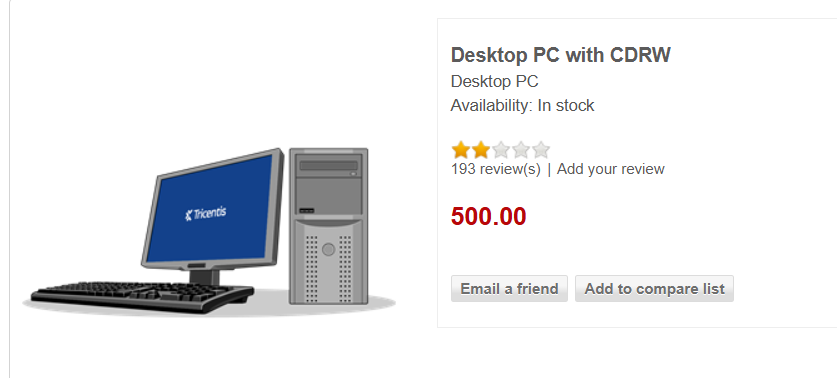 Tricentis
Desktop PC with CDRW
Desktop PC
Availability: In stock
193 review(s) | Add your review
500.00
Email a friend
Add to compare list